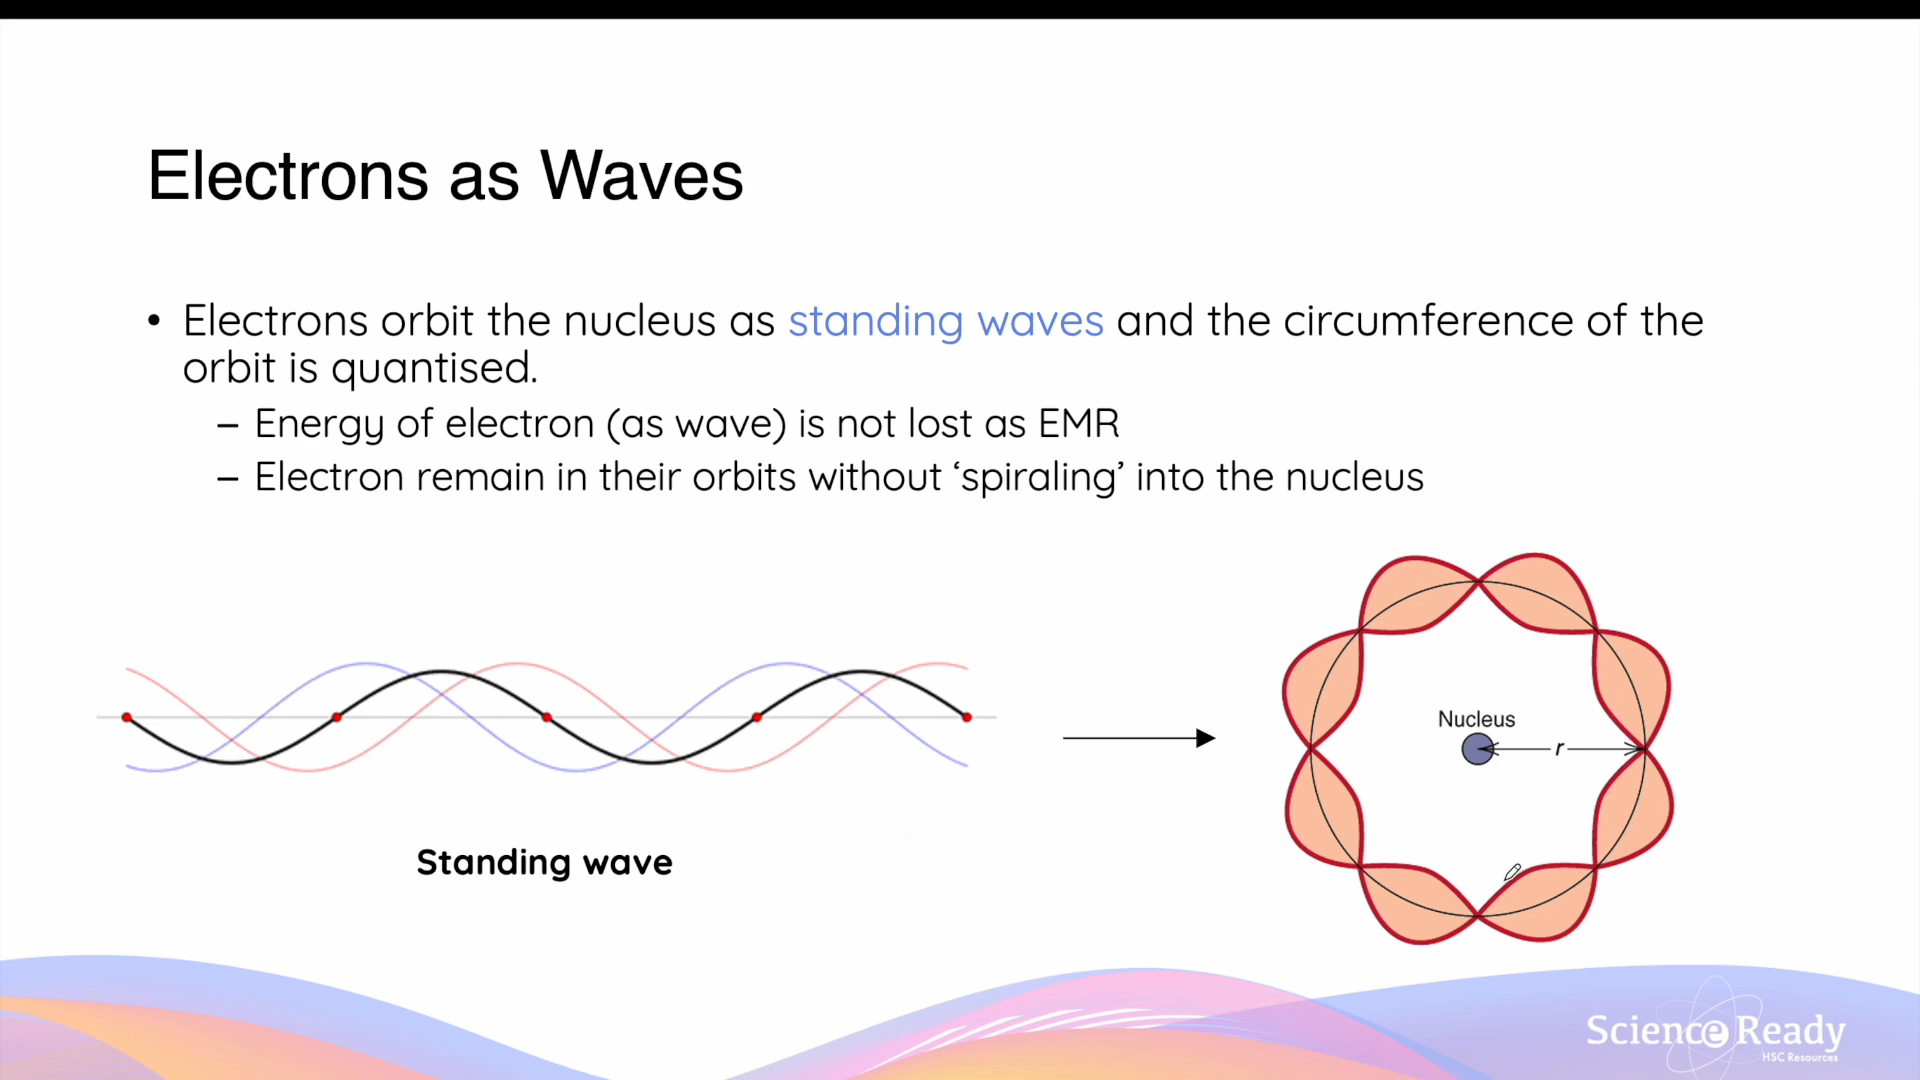 Electrons as Waves
• Electrons orbit the nucleus as standing waves and the circumference of the
orbit is quantised.
– Energy of electron (as wave) is not lost as EMR
– Electron remain in their orbits without ‘spiraling’ into the nucleus
Nucleus
r
Standing wave
Science Ready
HSC Resources